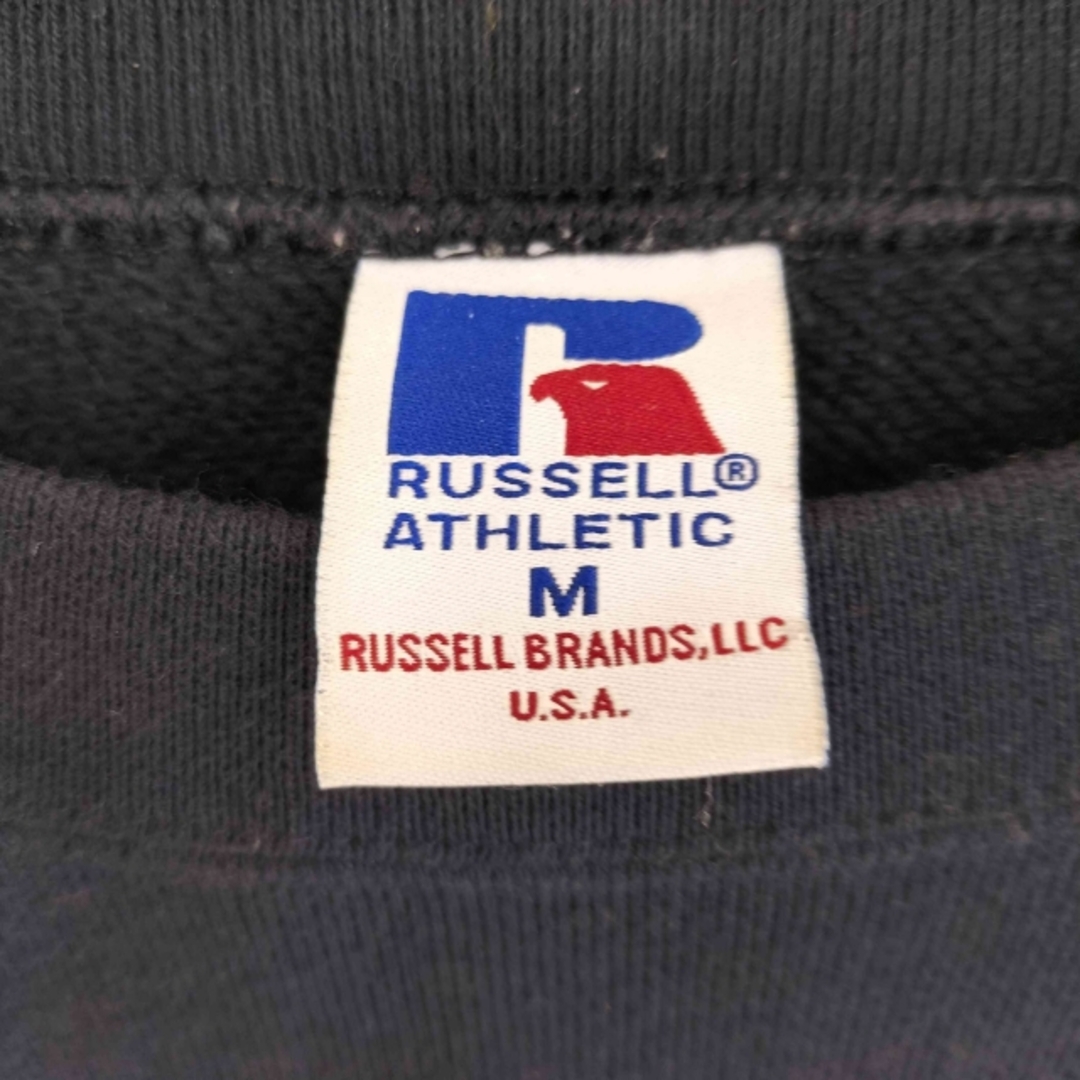 RUSSELL®
ATHLETIC
M
RUSSELL BRANDS,LLC
U.S.A.